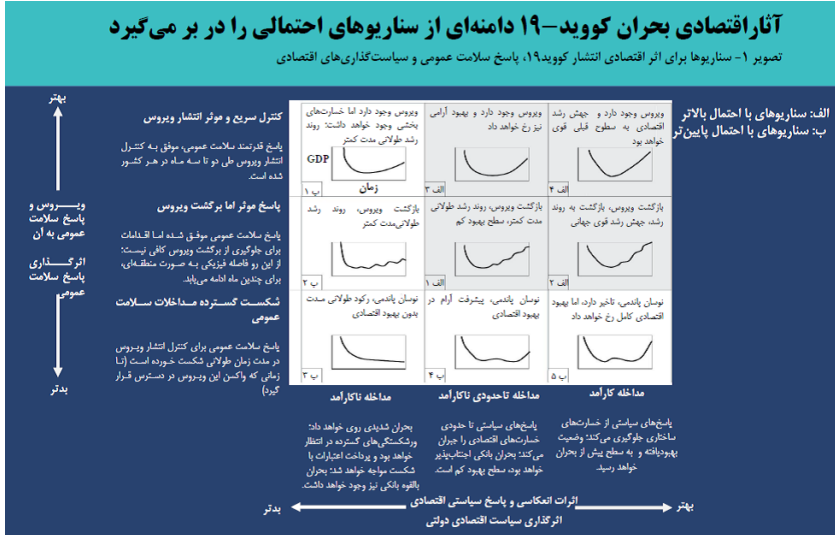 آثاراقتصادی بحران کووید-۱۹ دامنه‌ای از سناریوهای احتمالی را در بر می‌گیرد
تصویر ۱- سناریوها برای اثر اقتصادی انتشار کووید۱۹، پاسخ سلامت عمومی و سیاست‌گذاری‌های اقتصادی
الف: سناریوهای با احتمال بالاتر
ب: سناریوهای با احتمال پایین‌تر
ویروس وجود دارد و جهش رشد
اقتصادی به سطوح قبلی قوی
خواهد بود
الف ۴
ویروس وجود دارد و بهبود آرامی
نیز رخ خواهد داد
الف ۳
ویروس وجود دارد اما خسارت‌های
بخشی وجود خواهد داشت؛ روند
رشد طولانی مدت کمتر
GDP
زمان
ب ۱
بهتر
کنترل سریع و موثر انتشار ویروس
پاسخ قدرتمند سلامت عمومی، موفق به کنترل
انتشار ویروس طی دو تا سه ماه در هر کشور
شده است.
بازگشت ویروس، بازگشت به روند
رشد، جهش رشد قوی جهانی
الف ۲
بازگشت ویروس، روند رشد طولانی
مدت کمتر، سطح بهبود کم
الف ۱
بازگشت ویروس، روند رشد
طولانی‌مدت کمتر
ب ۲
پاسخ موثر اما برگشت ویروس
پاسخ سلامت عمومی موفق شده اما اقدامات
برای جلوگیری از برگشت ویروس کافی نیست؛
از این رو فاصله فیزیکی به صورت منطقه‌ای،
برای چندین ماه ادامه می‌یابد.
ویروس و
پاسخ سلامت
عمومی به آن
اثرگذاری
پاسخ سلامت
عمومی
نوسان پاندمی، تاخیر دارد، اما بهبود
اقتصادی کامل رخ خواهد داد
ب ۵
نوسان پاندمی، پیشرفت آرام در
بهبود اقتصادی
ب ۴
نوسان پاندمی، رکود طولانی مدت
بدون بهبود اقتصادی
ب ۳
شکست گسترده مداخلات سلامت
عمومی
پاسخ سلامت عمومی برای کنترل انتشار ویروس
در مدت زمان طولانی شکست خورده است (تا
زمانی که واکسن این ویروس در دسترس قرار
گیرد)
بدتر
مداخله کارآمد
پاسخ‌های سیاستی از خسارت‌های
ساختاری جلوگیری می‌کند؛ وضعیت
بهبودیافته و به سطح پیش از بحران
خواهد رسید.
مداخله تاحدودی ناکارآمد
پاسخ‌های سیاستی تا حدودی
خسارت‌های اقتصادی را جبران
می‌کند؛ بحران بانکی اجتناب‌پذیر
خواهد بود، سطح بهبود کم است.
مداخله ناکارآمد
بحران شدیدی روی خواهد داد؛
ورشکستگی‌های گسترده در انتظار
خواهد بود و پرداخت اعتبارات با
شکست مواجه خواهد شد؛ بحران
بالقوه بانکی نیز وجود خواهد داشت.
بهتر
اثرات انعکاسی و پاسخ سیاستی اقتصادی
اثرگذاری سیاست اقتصادی دولتی
بدتر